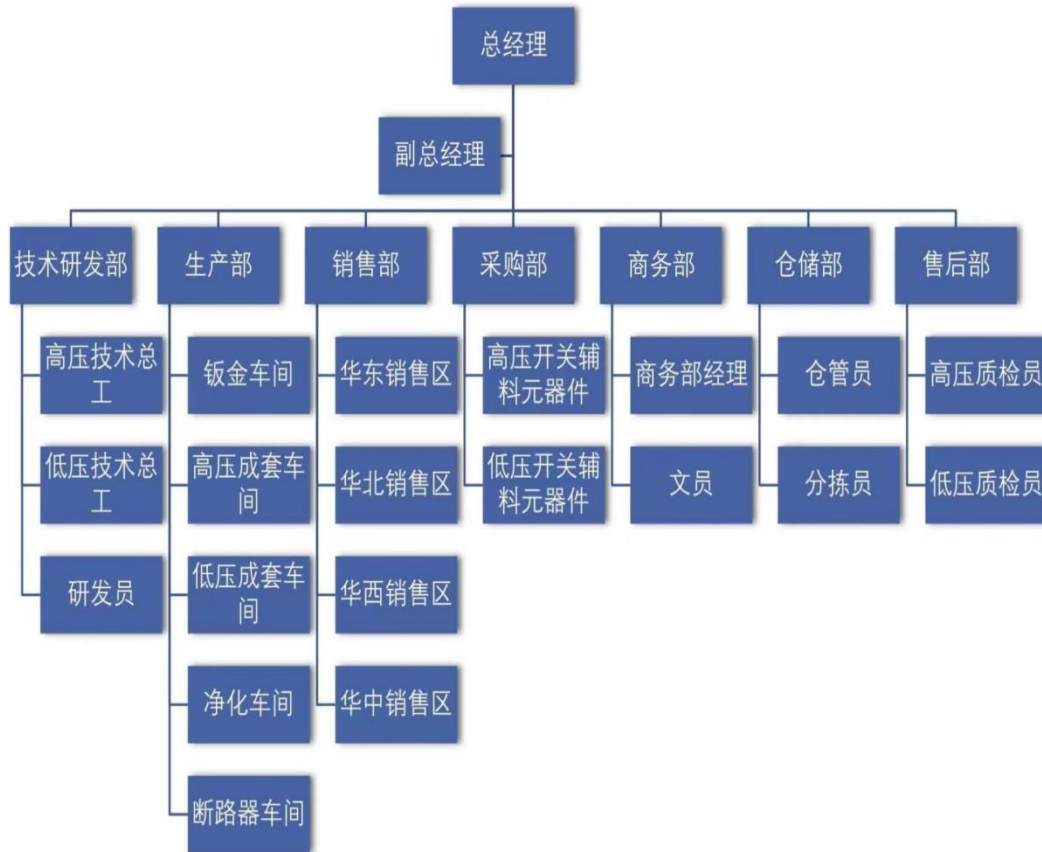 总经理
副总经理
技术研发部
生产部
销售部
采购部
商务部
仓储部
售后部
高压技术总
工
钣金车间
华东销售区
高压开关辅
料元器件
商务部经理
仓管员
高压质检员
低压技术总
工
高压成套车
间
华北销售区
低压开关辅
料元器件
文员
分拣员
低压质检员
研发员
低压成套车
间
华西销售区
净化车间
华中销售区
断路器车间